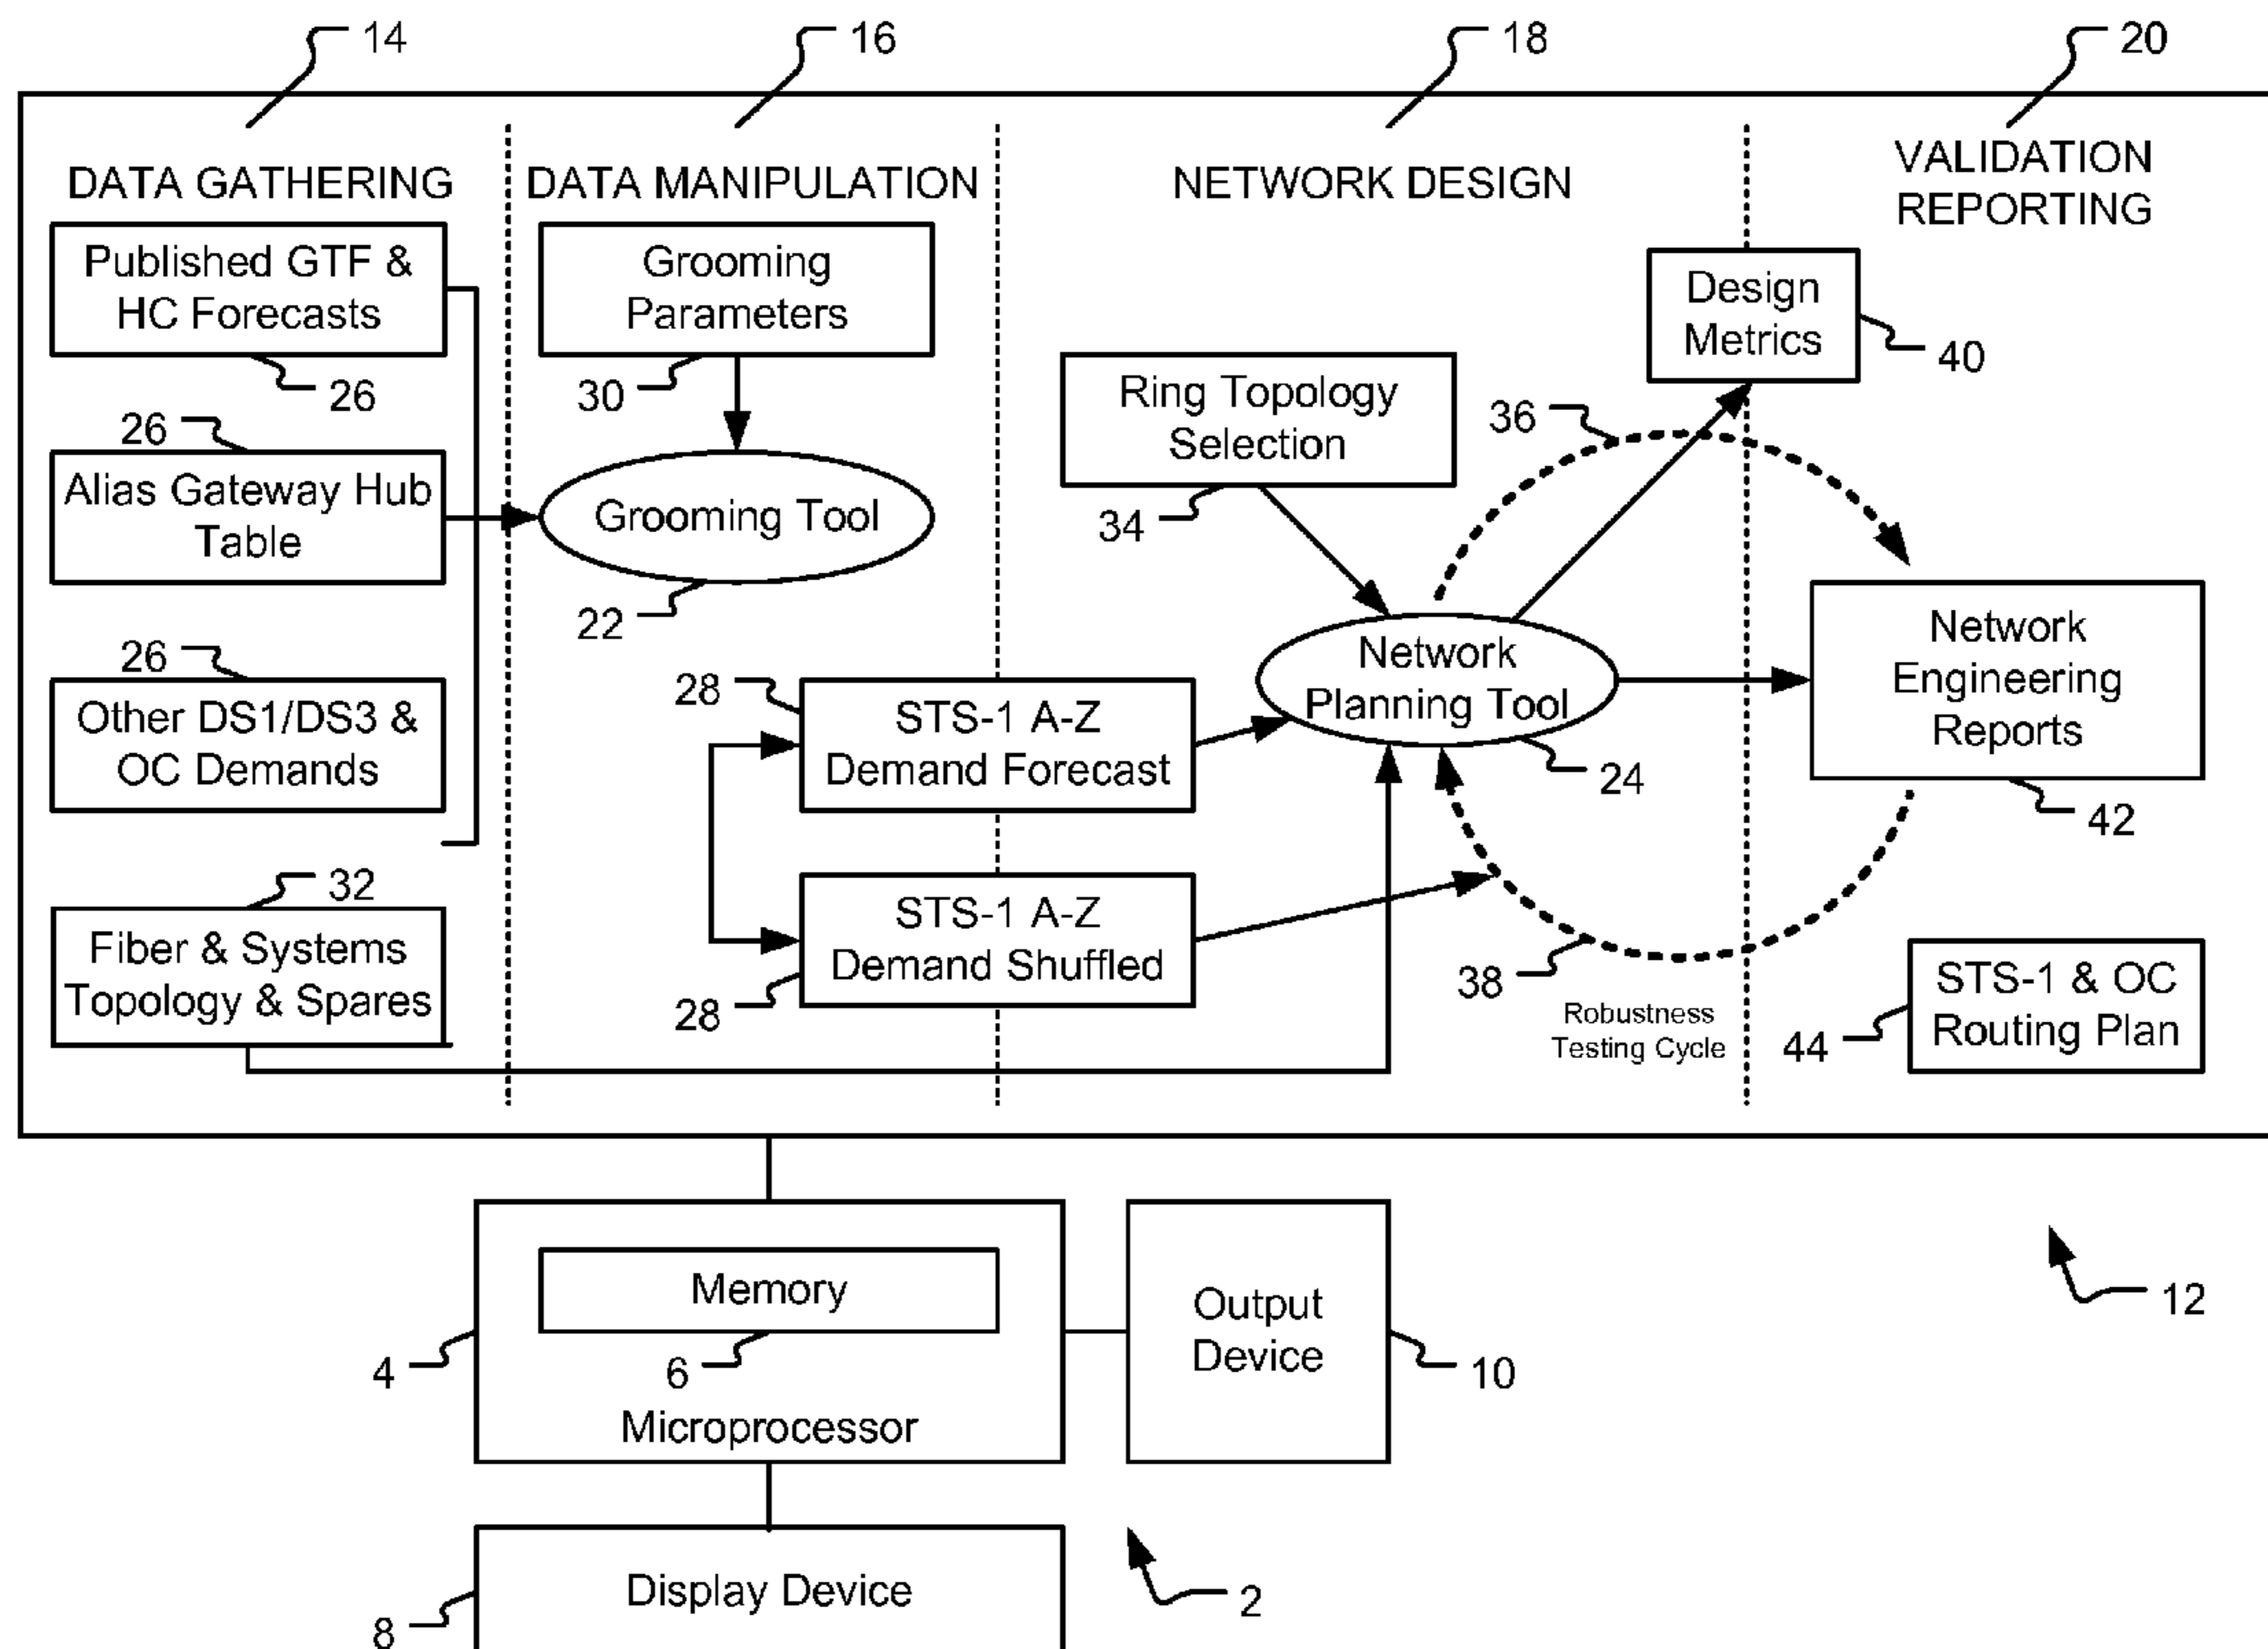 14
16
18
20
DATA GATHERING
DATA MANIPULATION
NETWORK DESIGN
VALIDATION
REPORTING
Published GTF &
HC Forecasts
26
26
Alias Gateway Hub
Table
26
Other DS1/DS3 &
OC Demands
32
Fiber & Systems
Topology & Spares
Grooming
Parameters
30
Grooming Tool
22
28
STS-1 A-Z
Demand Forecast
STS-1 A-Z
Demand Shuffled
28
Ring Topology
Selection
34
36
Network
Planning Tool
24
38
Robustness
Testing Cycle
Design
Metrics
40
Network
Engineering
Reports
42
STS-1 & OC
Routing Plan
44
Memory
6
Microprocessor
4
Output
Device
10
12
Display Device
8
2